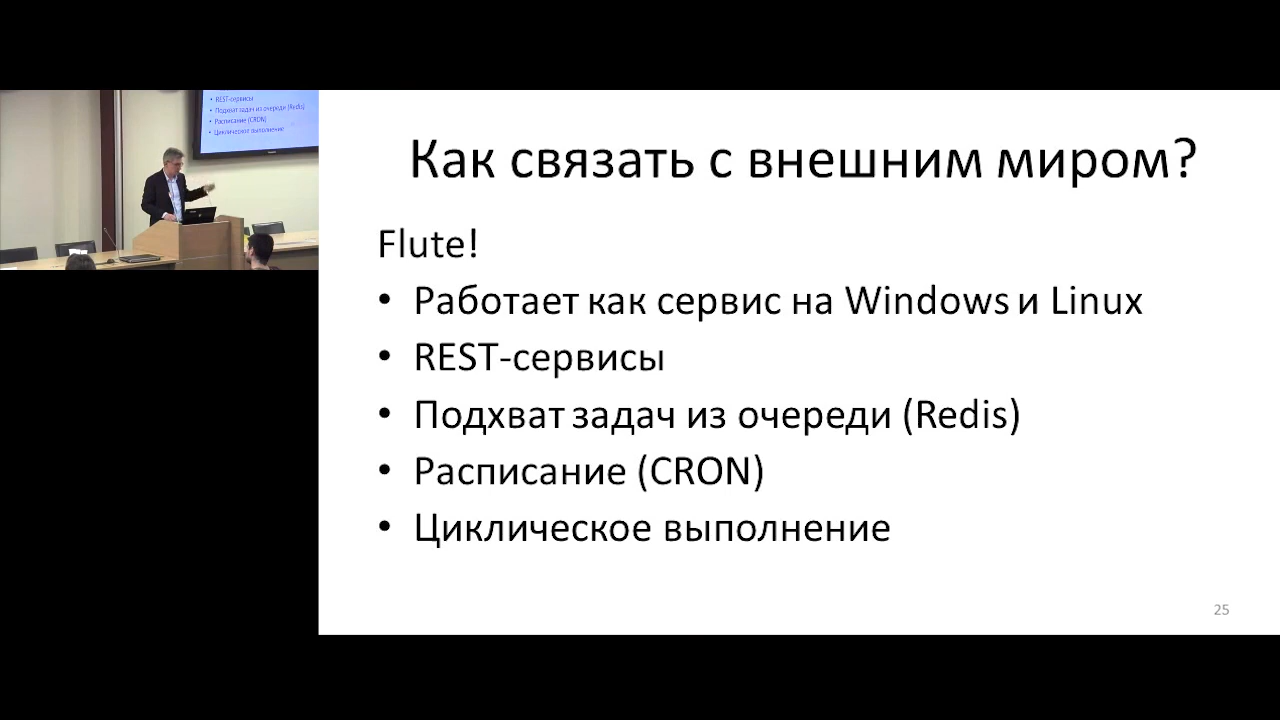 • REST-сервисы
• Подхват задач из очереди (Redis)
• Расписание (CRON)
• Циклическое выполнение
Как связать с внешним миром?
Flute!
• Работает как сервис на Windows и Linux
• REST-сервисы
• Подхват задач из очереди (Redis)
• Расписание (CRON)
• Циклическое выполнение
25